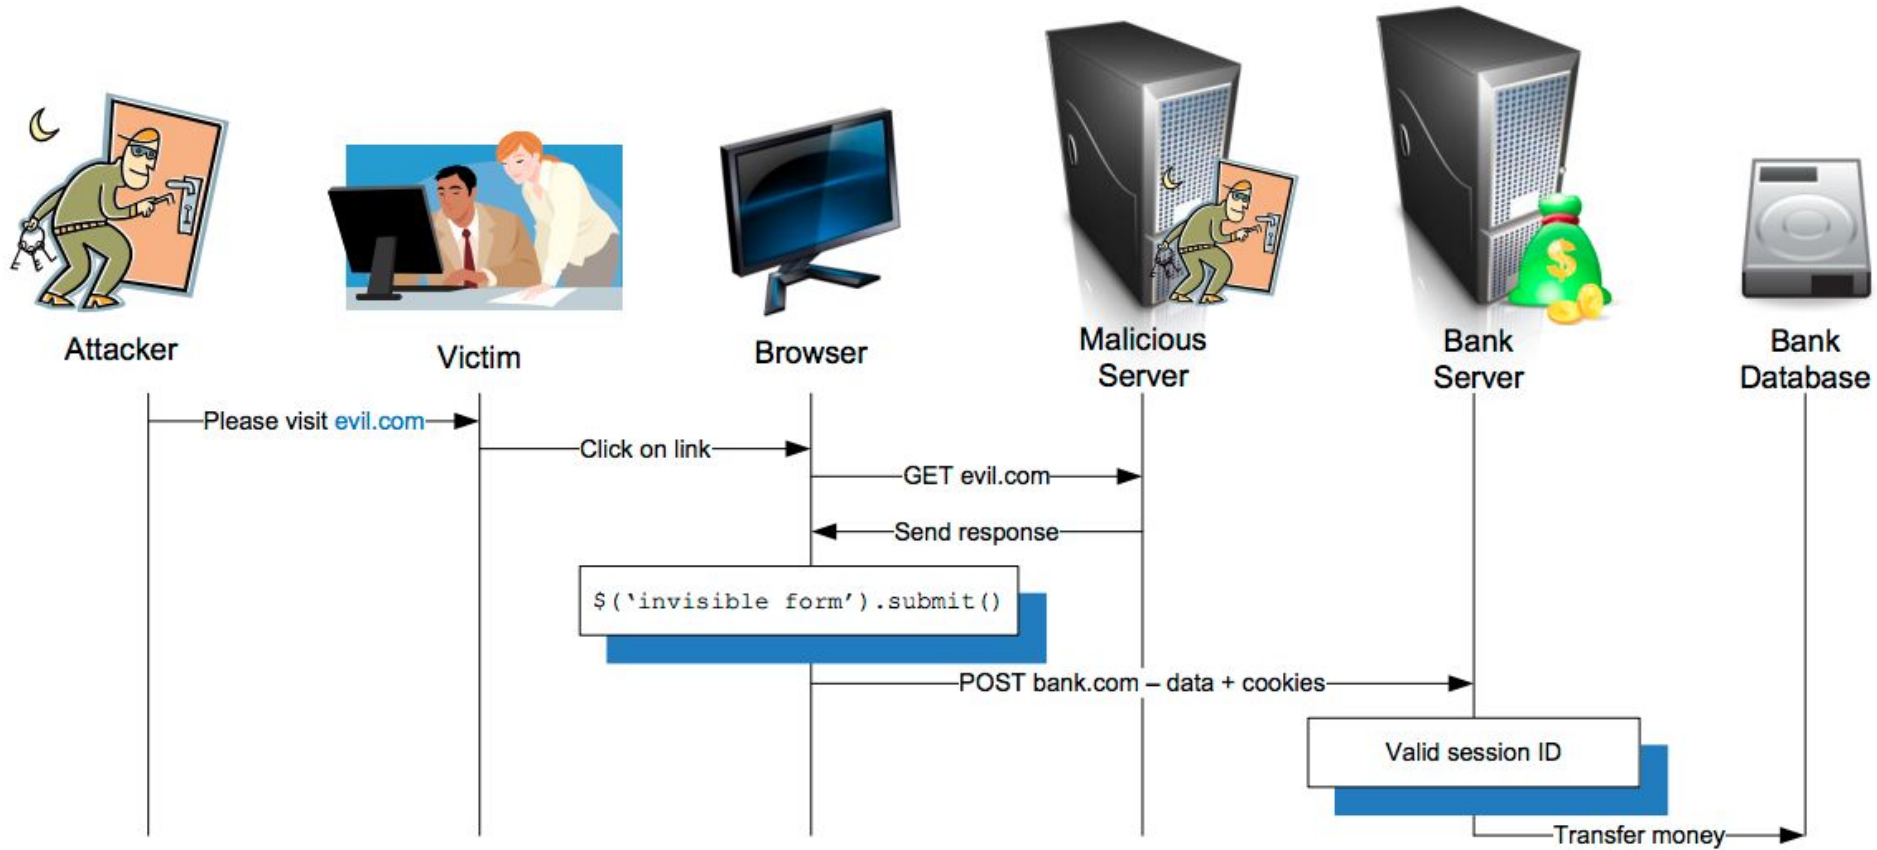 Attacker
Victim
Browser
Malicious
Server
Bank
Server
Bank
Database
Please visit evil.com
Click on link
GET evil.com
Send response
$(‘invisible form’).submit()
POST bank.com – data + cookies
Valid session ID
Transfer money